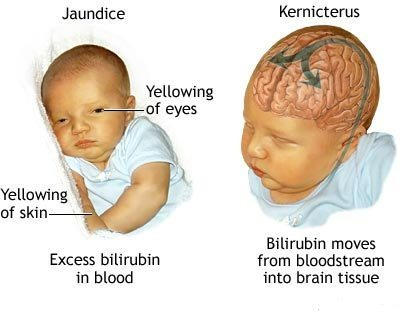 Jaundice
Yellowing
of eyes
Yellowing
of skin
Excess bilirubin
in blood
Kernicterus
Bilirubin moves
from bloodstream
into brain tissue